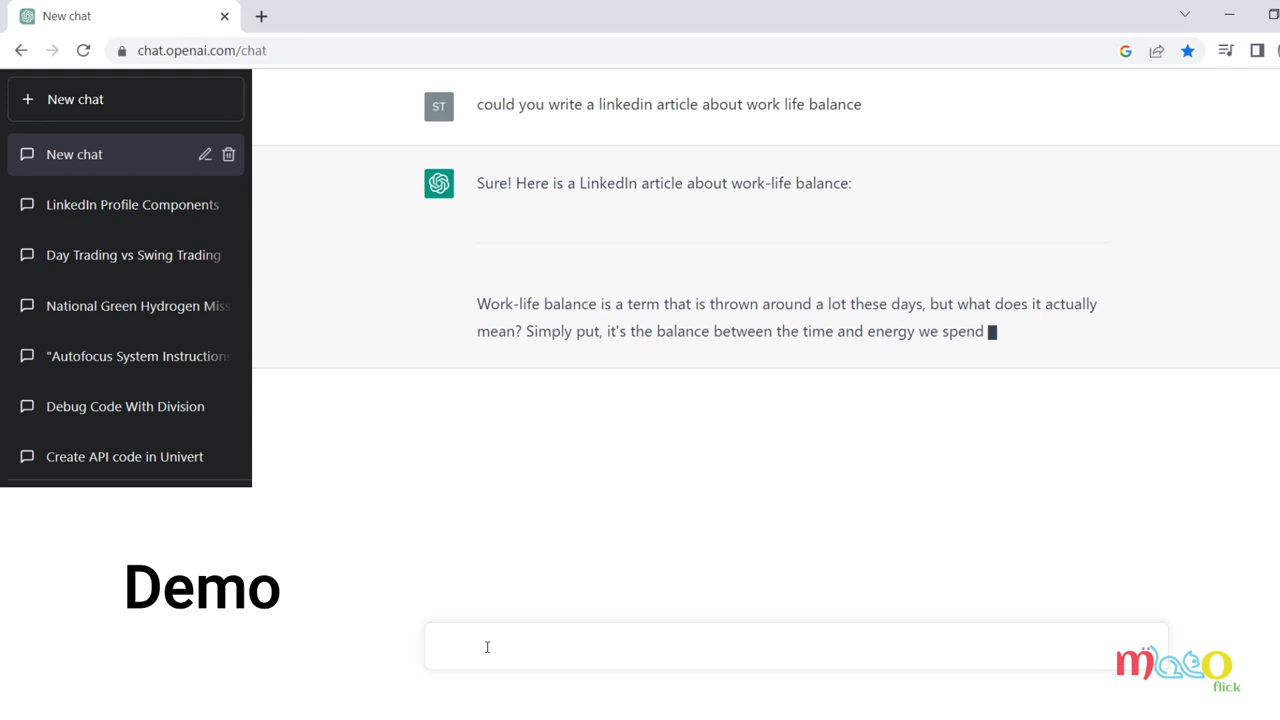 New chat
chat.openai.com/chat
New chat
New chat
LinkedIn Profile Components
Day Trading vs Swing Trading
National Green Hydrogen Miss
"Autofocus System Instructions
Debug Code With Division
Create API code in Univert
ST could you write a linkedin article about work life balance
Sure! Here is a LinkedIn article about work-life balance:
Work-life balance is a term that is thrown around a lot these days, but what does it actually
mean? Simply put, it's the balance between the time and energy we spend
Demo
flick